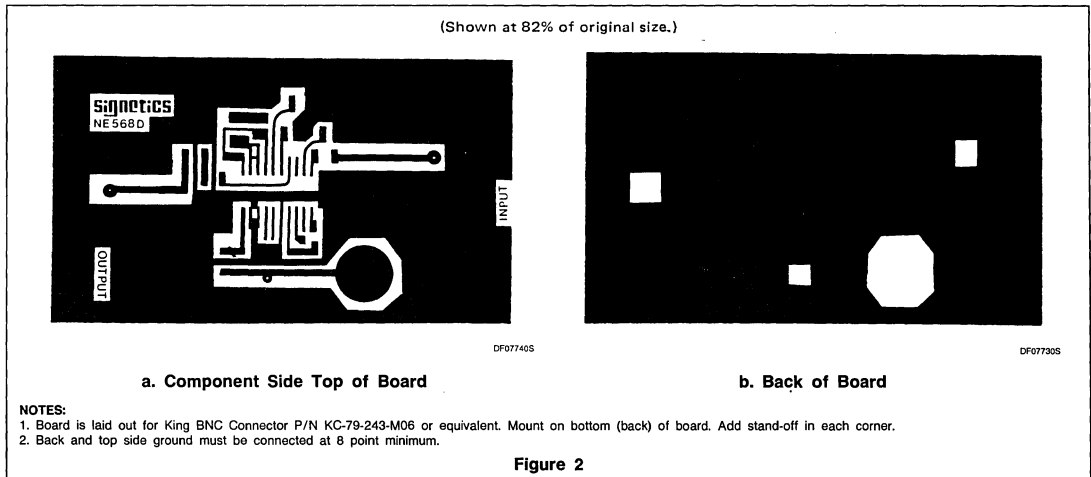 (Shown at 82% of original size.)
signetics
NE568D
INPUT
OUTPUT
DF07740S
DF07730S
a. Component Side Top of Board
b. Back of Board
NOTES:
1. Board is laid out for King BNC Connector P/N KC-79-243-M06 or equivalent. Mount on bottom (back) of board. Add stand-off in each corner.
2. Back and top side ground must be connected at 8 point minimum.
Figure 2